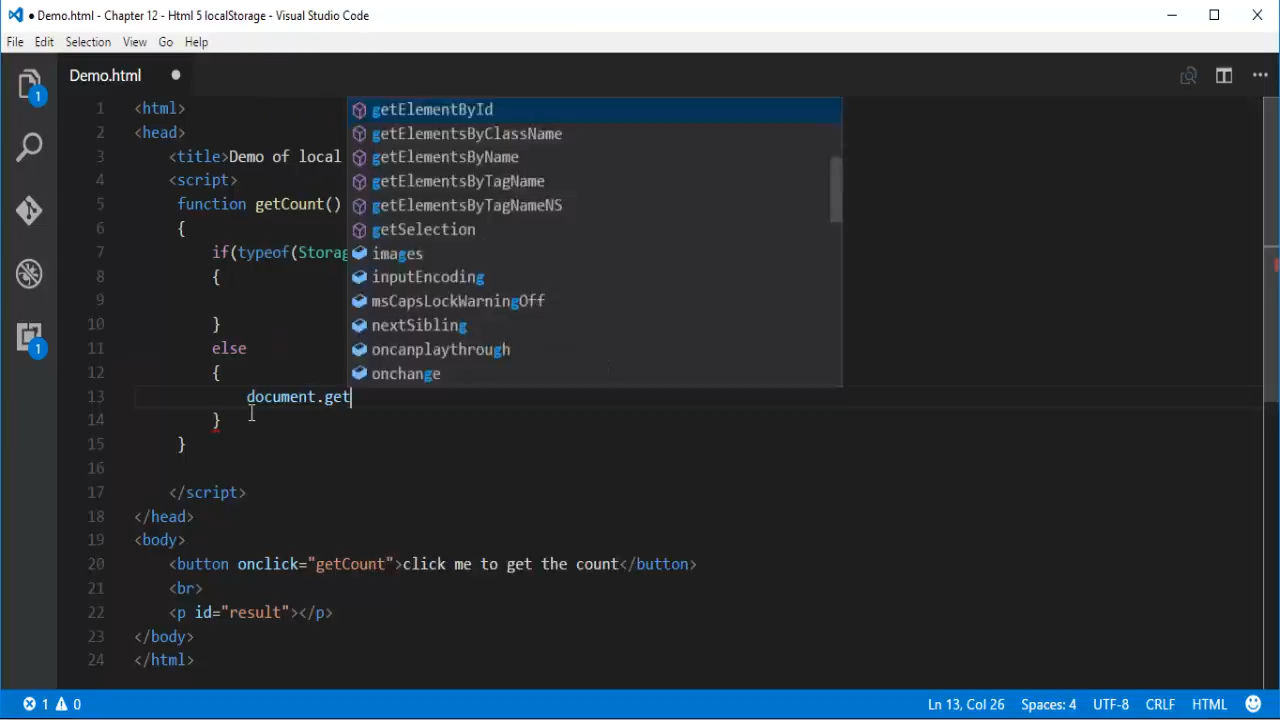 ● Demo.html - Chapter 12 - Html 5 localStorage - Visual Studio Code
File Edit Selection View Go Help
Demo.html ●
1 <html>
2 <head>
3 <title>Demo of local
4 <script>
5 function getCount()
6 {
7 if(typeof(Storag
8 {
9
10 }
11 else
12 {
13 document.get
14 }
15 }
16
17 </script>
18 </head>
19 <body>
20 <button onclick="getCount">click me to get the count</button>
21 <br>
22 <p id="result"></p>
23 </body>
24 </html>
getElementById
getElementsByClassName
getElementsByName
getElementsByTagName
getElementsByTagNameNS
getSelection
images
inputEncoding
msCapsLockWarningOff
nextSibling
oncanplaythrough
onchange
1
1
1 0
Ln 13, Col 26 Spaces: 4 UTF-8 CRLF HTML